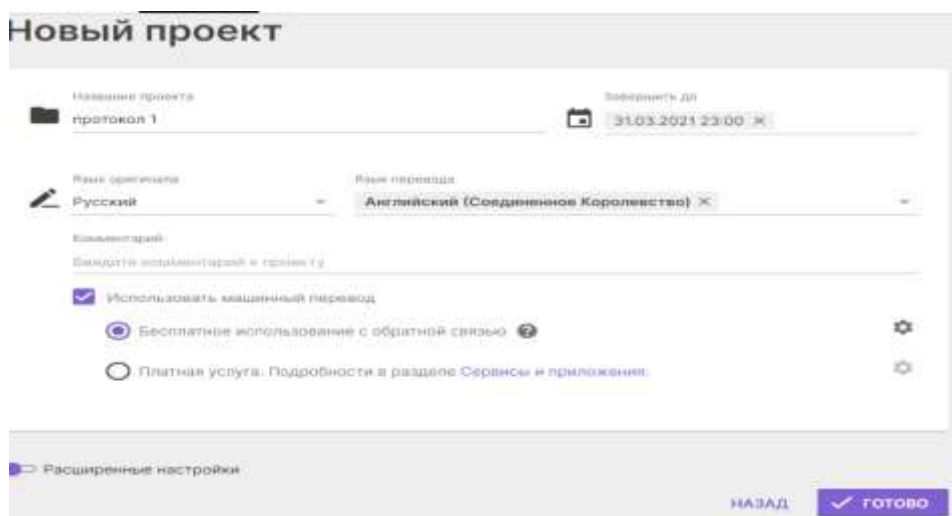 Новый проект
Название проекта
протокол 1
Завершить до
31.03.2021 23:00 ×
Язык оригинала
Русский
Язык перевода
Английский (Соединенное Королевство) ×
Комментарий
Введите комментарий к проекту
Использовать машинный перевод
Бесплатное использование с обратной связью ?
Платная услуга. Подробности в разделе Сервисы и приложения.
Расширенные настройки
НАЗАД
ГОТОВО